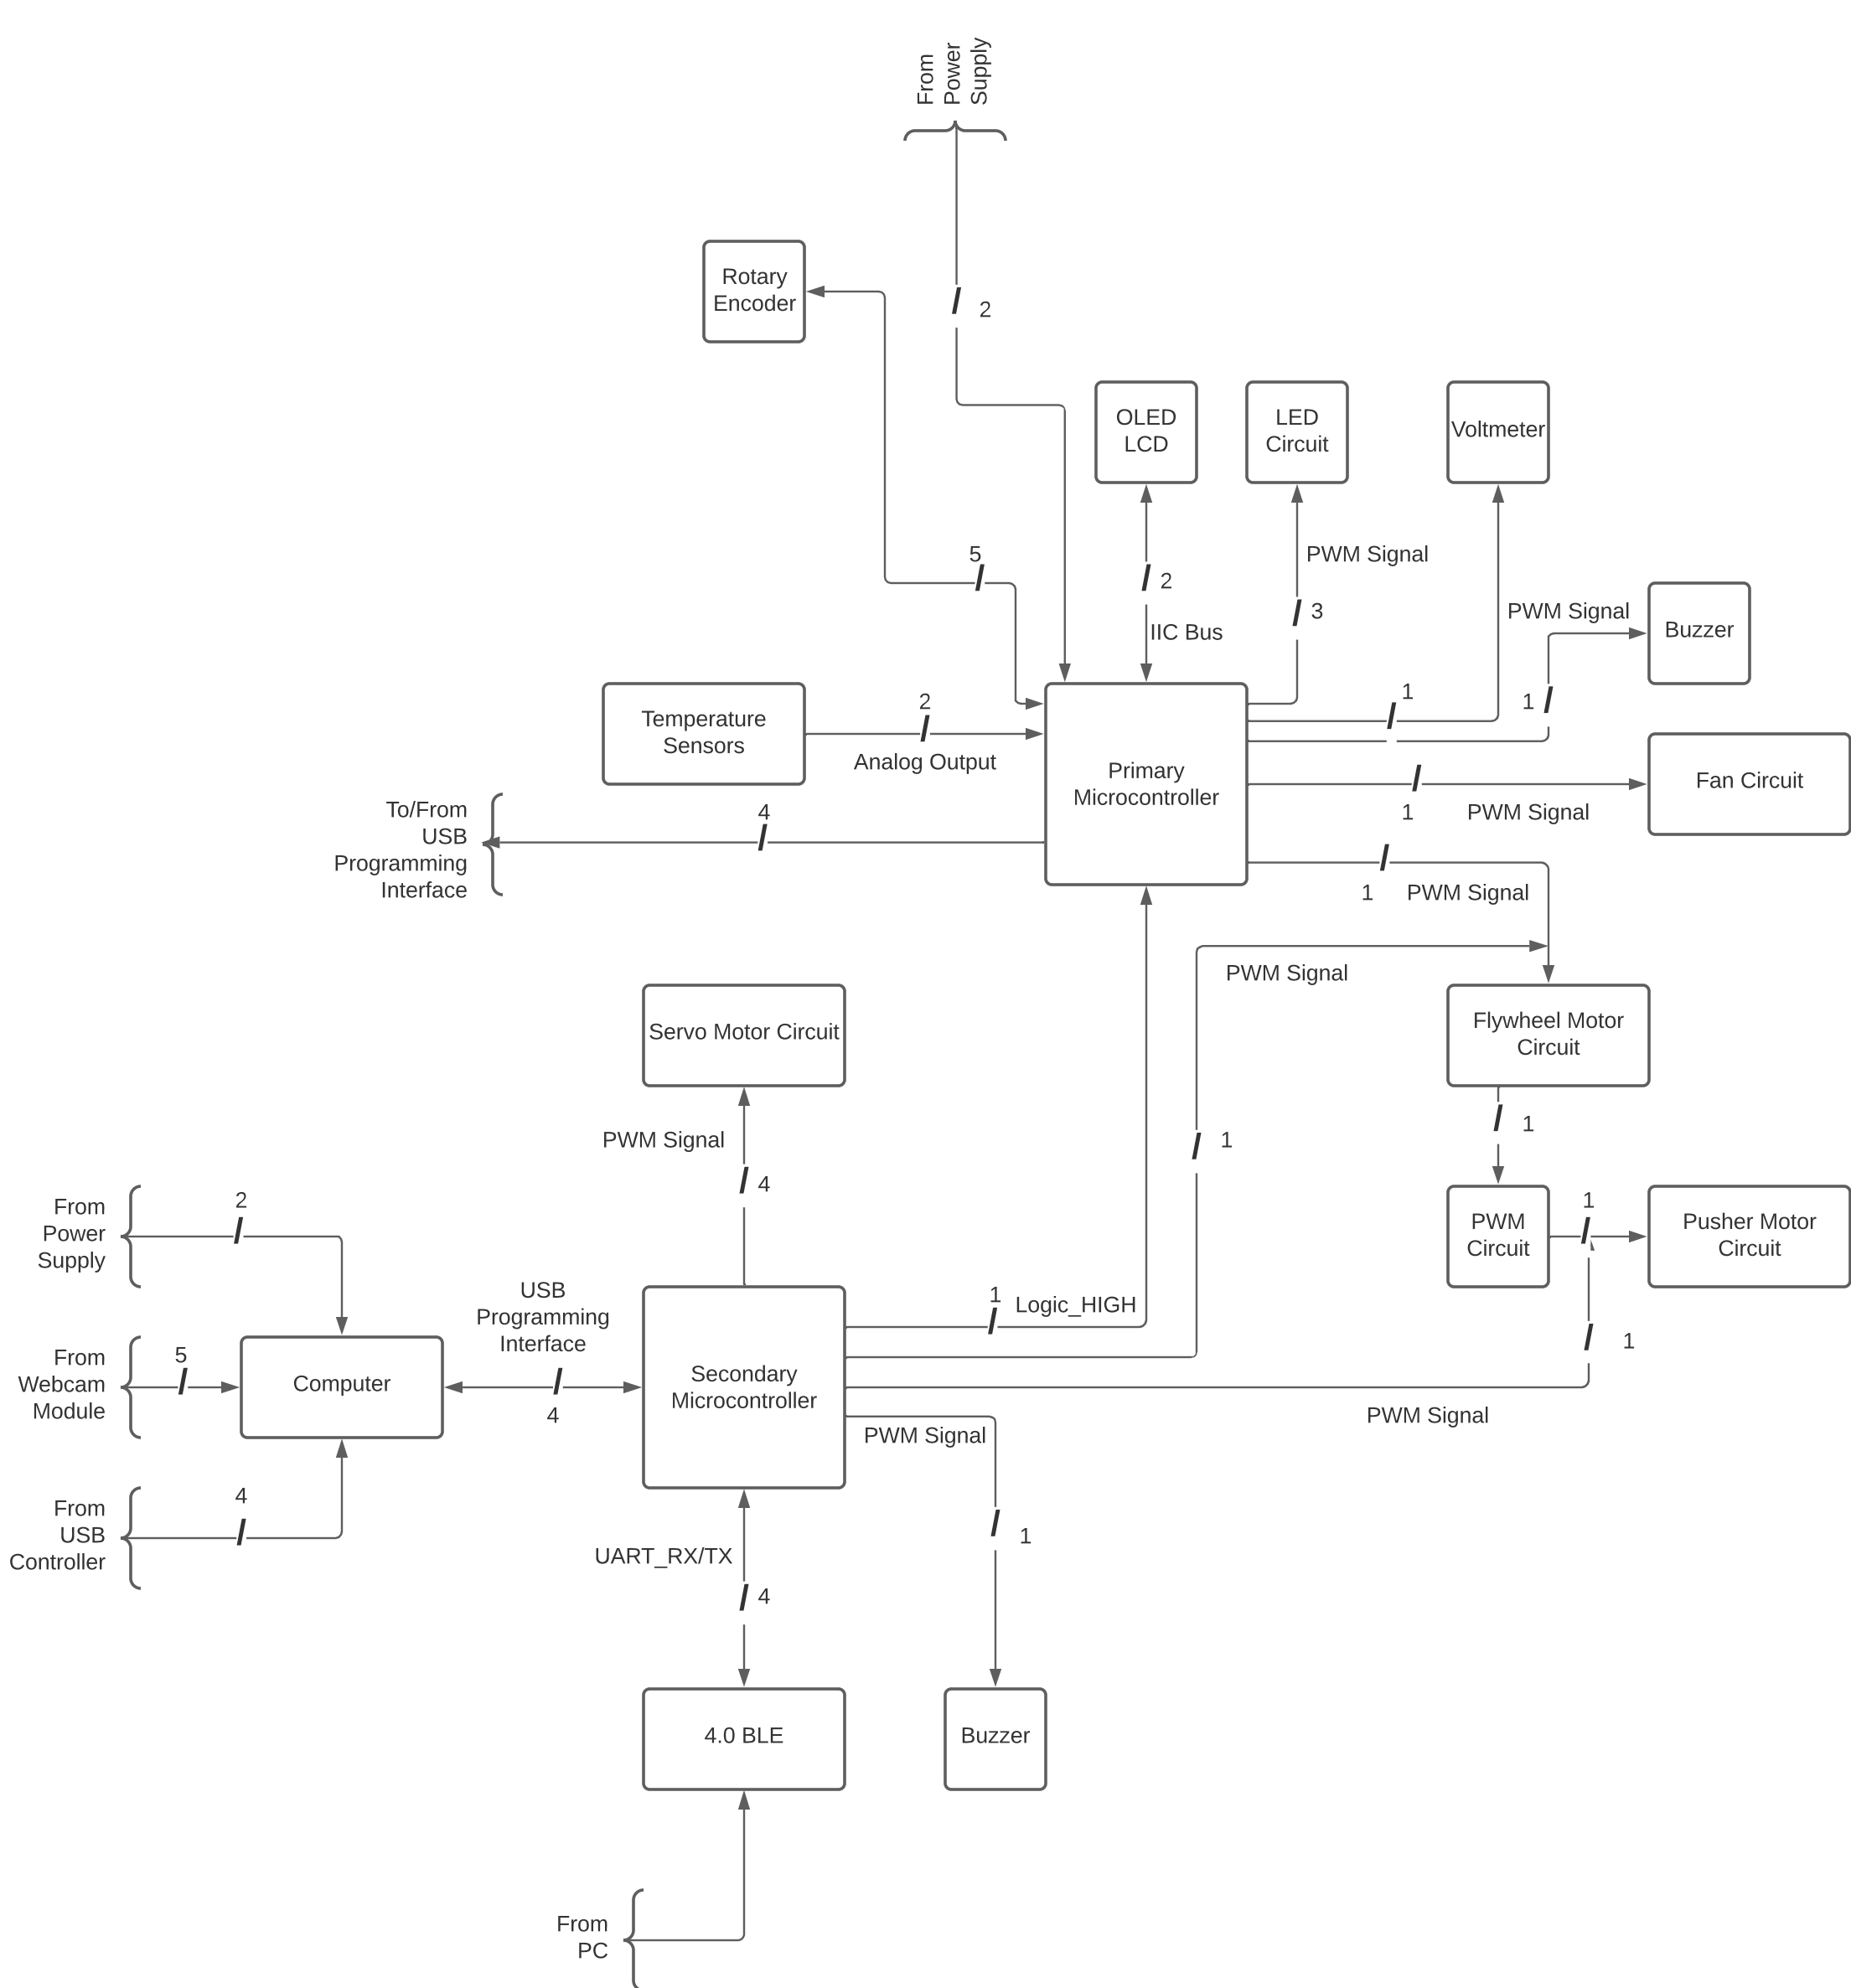 From
Power
Supply
Rotary
Encoder
2
OLED
LCD
LED
Circuit
Voltmeter
5
PWM Signal
2
3
PWM Signal
IIC Bus
Buzzer
Temperature
Sensors
2
Analog Output
1
1
Primary
Microcontroller
Fan Circuit
1
PWM Signal
To/From
USB
Programming
Interface
4
1
PWM Signal
PWM Signal
Servo Motor Circuit
Flywheel Motor
Circuit
PWM Signal
4
1
1
From
Power
Supply
2
PWM
Circuit
1
Pusher Motor
Circuit
USB
Programming
Interface
4
1
Logic_HIGH
1
From
Webcam
Module
5
Computer
Secondary
Microcontroller
PWM Signal
PWM Signal
From
USB
Controller
4
UART_RX/TX
4
1
4.0 BLE
Buzzer
From
PC